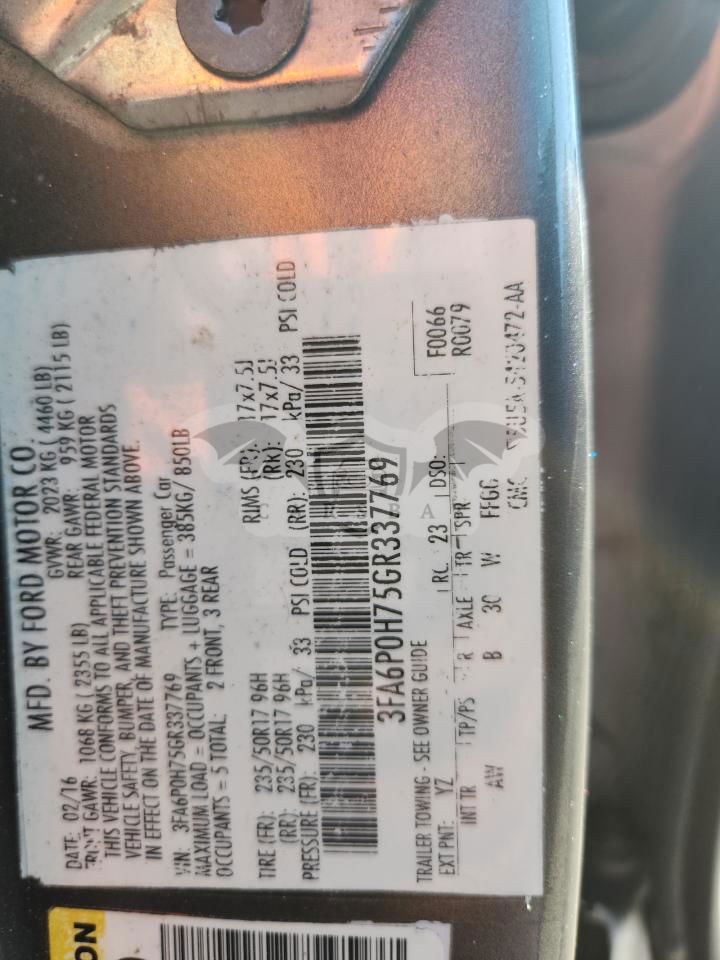 MFD. BY FORD MOTOR CO.
DATE: 02/16 GVWR: 2023 KG ( 4460 LB)
FRONT GAWR: 1068 KG ( 2355 LB) REAR GAWR: 959 KG ( 2115 LB)
THIS VEHICLE CONFORMS TO ALL APPLICABLE FEDERAL MOTOR
VEHICLE SAFETY, BUMPER, AND THEFT PREVENTION STANDARDS
IN EFFECT ON THE DATE OF MANUFACTURE SHOWN ABOVE.
VIN: 3FA6P0H75GR337769 TYPE: Passenger Car
MAXIMUM LOAD = OCCUPANTS + LUGGAGE = 385KG/ 850LB
OCCUPANTS = 5 TOTAL: 2 FRONT, 3 REAR
TIRE (FR): 235/50R17 96H RIMS (FR): 17x7.5J
(RR): 235/50R17 96H (RR): 17x7.5J
PRESSURE (FR): 230 kPa/ 33 PSI COLD (RR): 230 kPa/ 33 PSI COLD
3FA6P0H75GR337769
TRAILER TOWING - SEE OWNER GUIDE F0066
EXT PNT: YZ RC: 23 DSO: R0079
INT TR TP/PS R AXLE TR SPR
AW B 30 W FFGG
ON